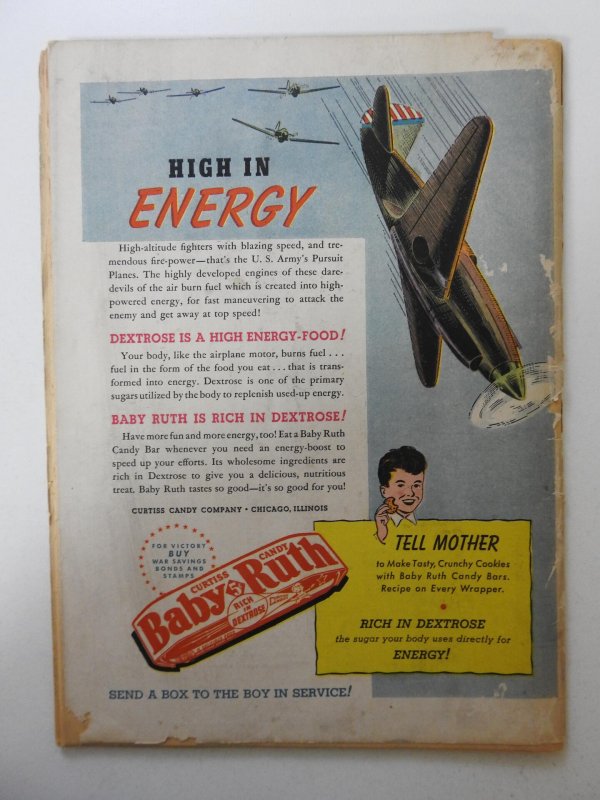 HIGH IN
ENERGY
High-altitude fighters with blazing speed, and tre-
mendous fire-power—that's the U. S. Army's Pursuit
Planes. The highly developed engines of these dare-
devils of the air burn fuel which is created into high-
powered energy, for fast maneuvering to attack the
enemy and get away at top speed!
DEXTROSE IS A HIGH ENERGY-FOOD!
Your body, like the airplane motor, burns fuel . . .
fuel in the form of the food you eat . . . that is trans-
formed into energy. Dextrose is one of the primary
sugars utilized by the body to replenish used-up energy.
BABY RUTH IS RICH IN DEXTROSE!
Have more fun and more energy, too! Eat a Baby Ruth
Candy Bar whenever you need an energy-boost to
speed up your efforts. Its wholesome ingredients are
rich in Dextrose to give you a delicious, nutritious
treat. Baby Ruth tastes so good—it's so good for you!
CURTISS CANDY COMPANY • CHICAGO, ILLINOIS
FOR VICTORY
BUY
WAR SAVINGS
BONDS AND
STAMPS
CURTISS CANDY
Baby Ruth
5¢
RICH
IN
DEXTROSE
TELL MOTHER
to Make Tasty, Crunchy Cookies
with Baby Ruth Candy Bars.
Recipe on Every Wrapper.
•
RICH IN DEXTROSE
the sugar your body uses directly for
ENERGY!
SEND A BOX TO THE BOY IN SERVICE!